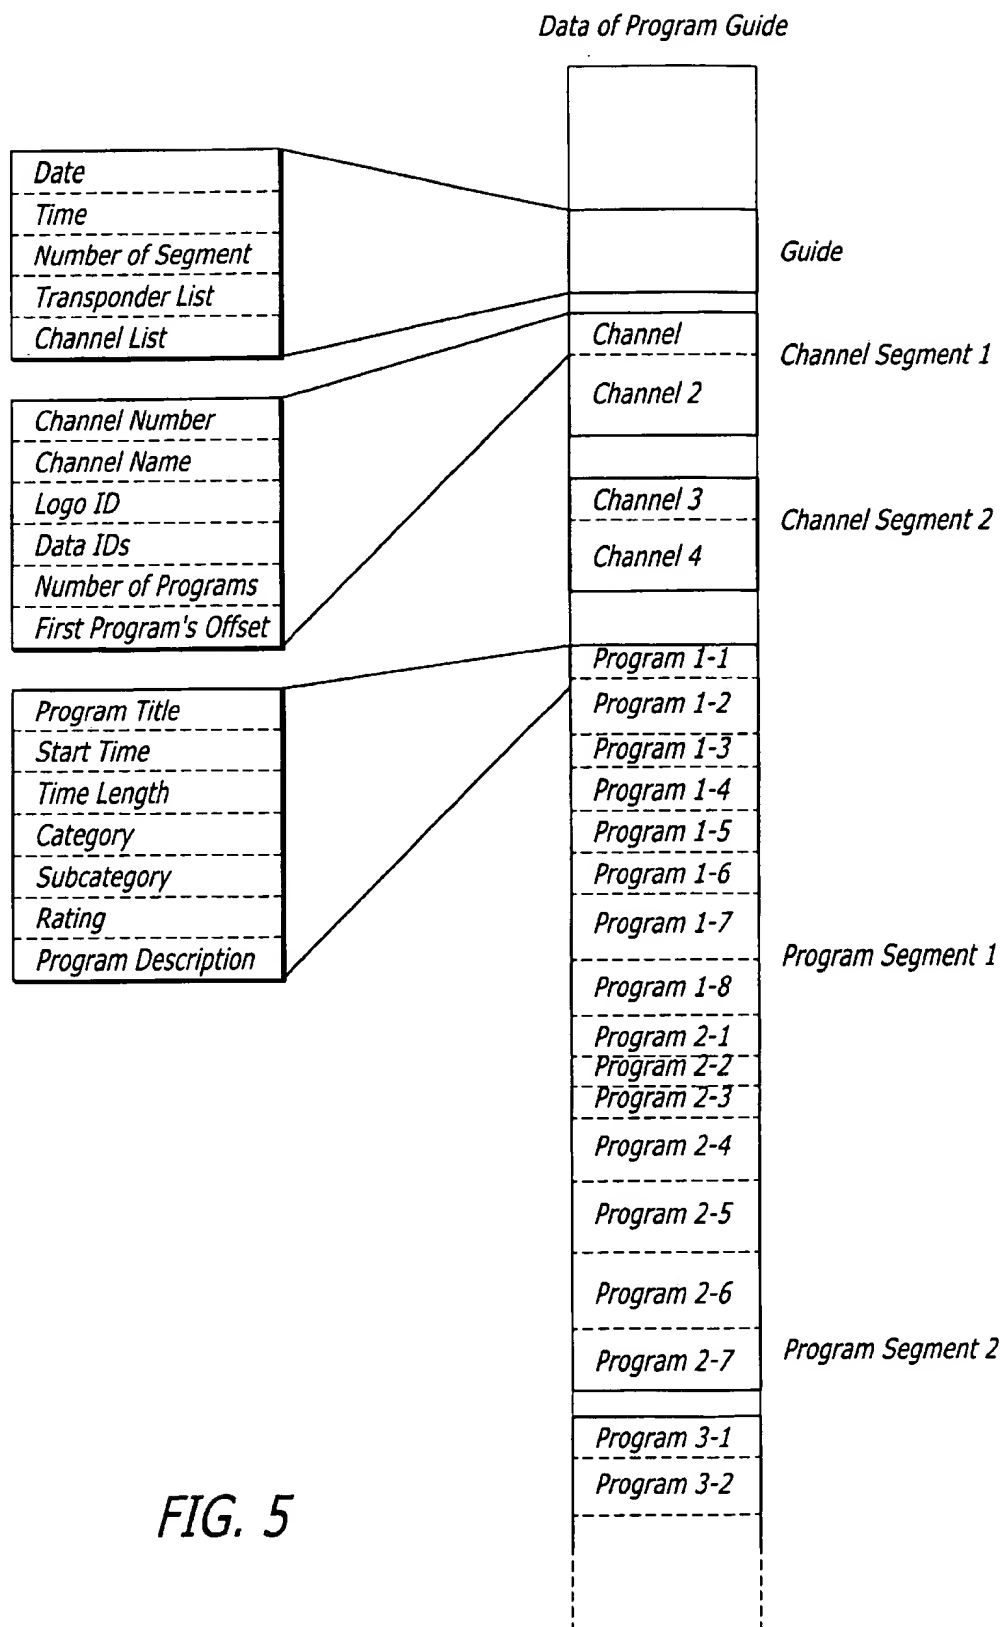 Data of Program Guide
Date
Time
Number of Segment
Transponder List
Channel List
Guide
Channel Number
Channel Name
Logo ID
Data IDs
Number of Programs
First Program's Offset
Channel
Channel 2
Channel Segment 1
Channel 3
Channel 4
Channel Segment 2
Program Title
Start Time
Time Length
Category
Subcategory
Rating
Program Description
Program 1-1
Program 1-2
Program 1-3
Program 1-4
Program 1-5
Program 1-6
Program 1-7
Program 1-8
Program 2-1
Program 2-2
Program 2-3
Program 2-4
Program 2-5
Program 2-6
Program 2-7
Program Segment 1
Program 3-1
Program 3-2
Program Segment 2
FIG. 5